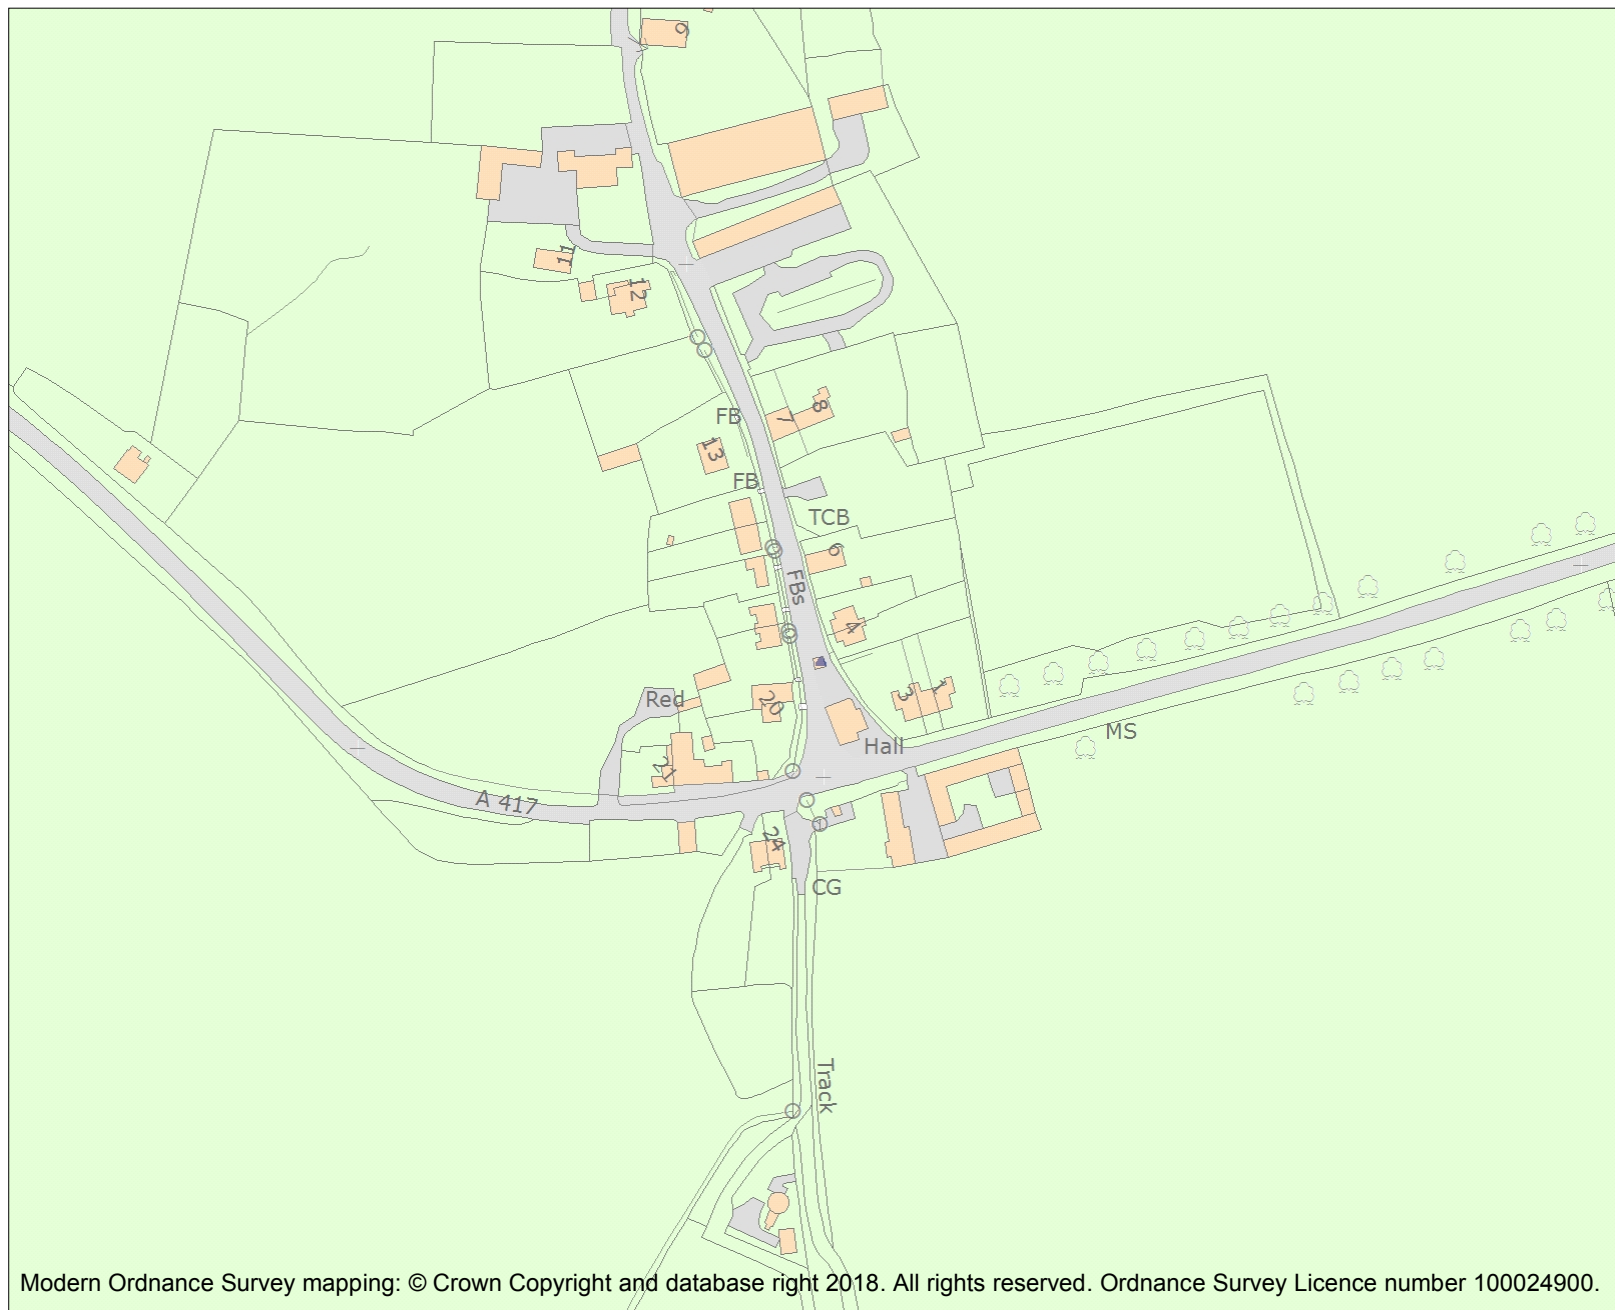 9
11
12
FB
7
8
13
FB
TCB
6
FBs
4
Red
20
3
1
Hall
MS
21
A 417
24
CG
Track
Modern Ordnance Survey mapping: © Crown Copyright and database right 2018. All rights reserved. Ordnance Survey Licence number 100024900.